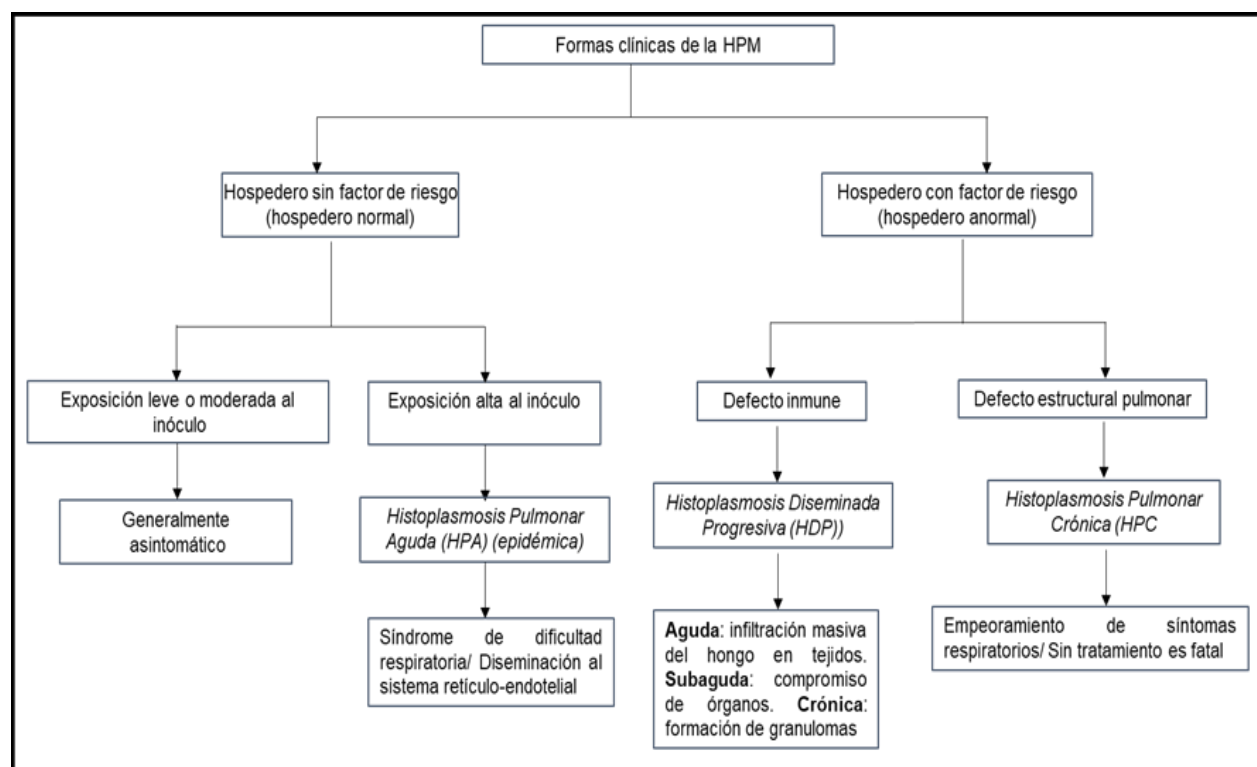 Formas clínicas de la HPM
Hospedero sin factor de riesgo
(hospedero normal)
Hospedero con factor de riesgo
(hospedero anormal)
Exposición leve o moderada al
inóculo
Exposición alta al inóculo
Defecto inmune
Defecto estructural pulmonar
Generalmente
asintomático
Histoplasmosis Pulmonar
Aguda (HPA) (epidémica)
Histoplasmosis Diseminada
Progresiva (HDP))
Histoplasmosis Pulmonar
Crónica (HPC
Síndrome de dificultad
respiratoria/ Diseminación al
sistema retículo-endotelial
Aguda: infiltración masiva
del hongo en tejidos.
Subaguda: compromiso
de órganos. Crónica:
formación de granulomas
Empeoramiento de síntomas
respiratorios/ Sin tratamiento es fatal